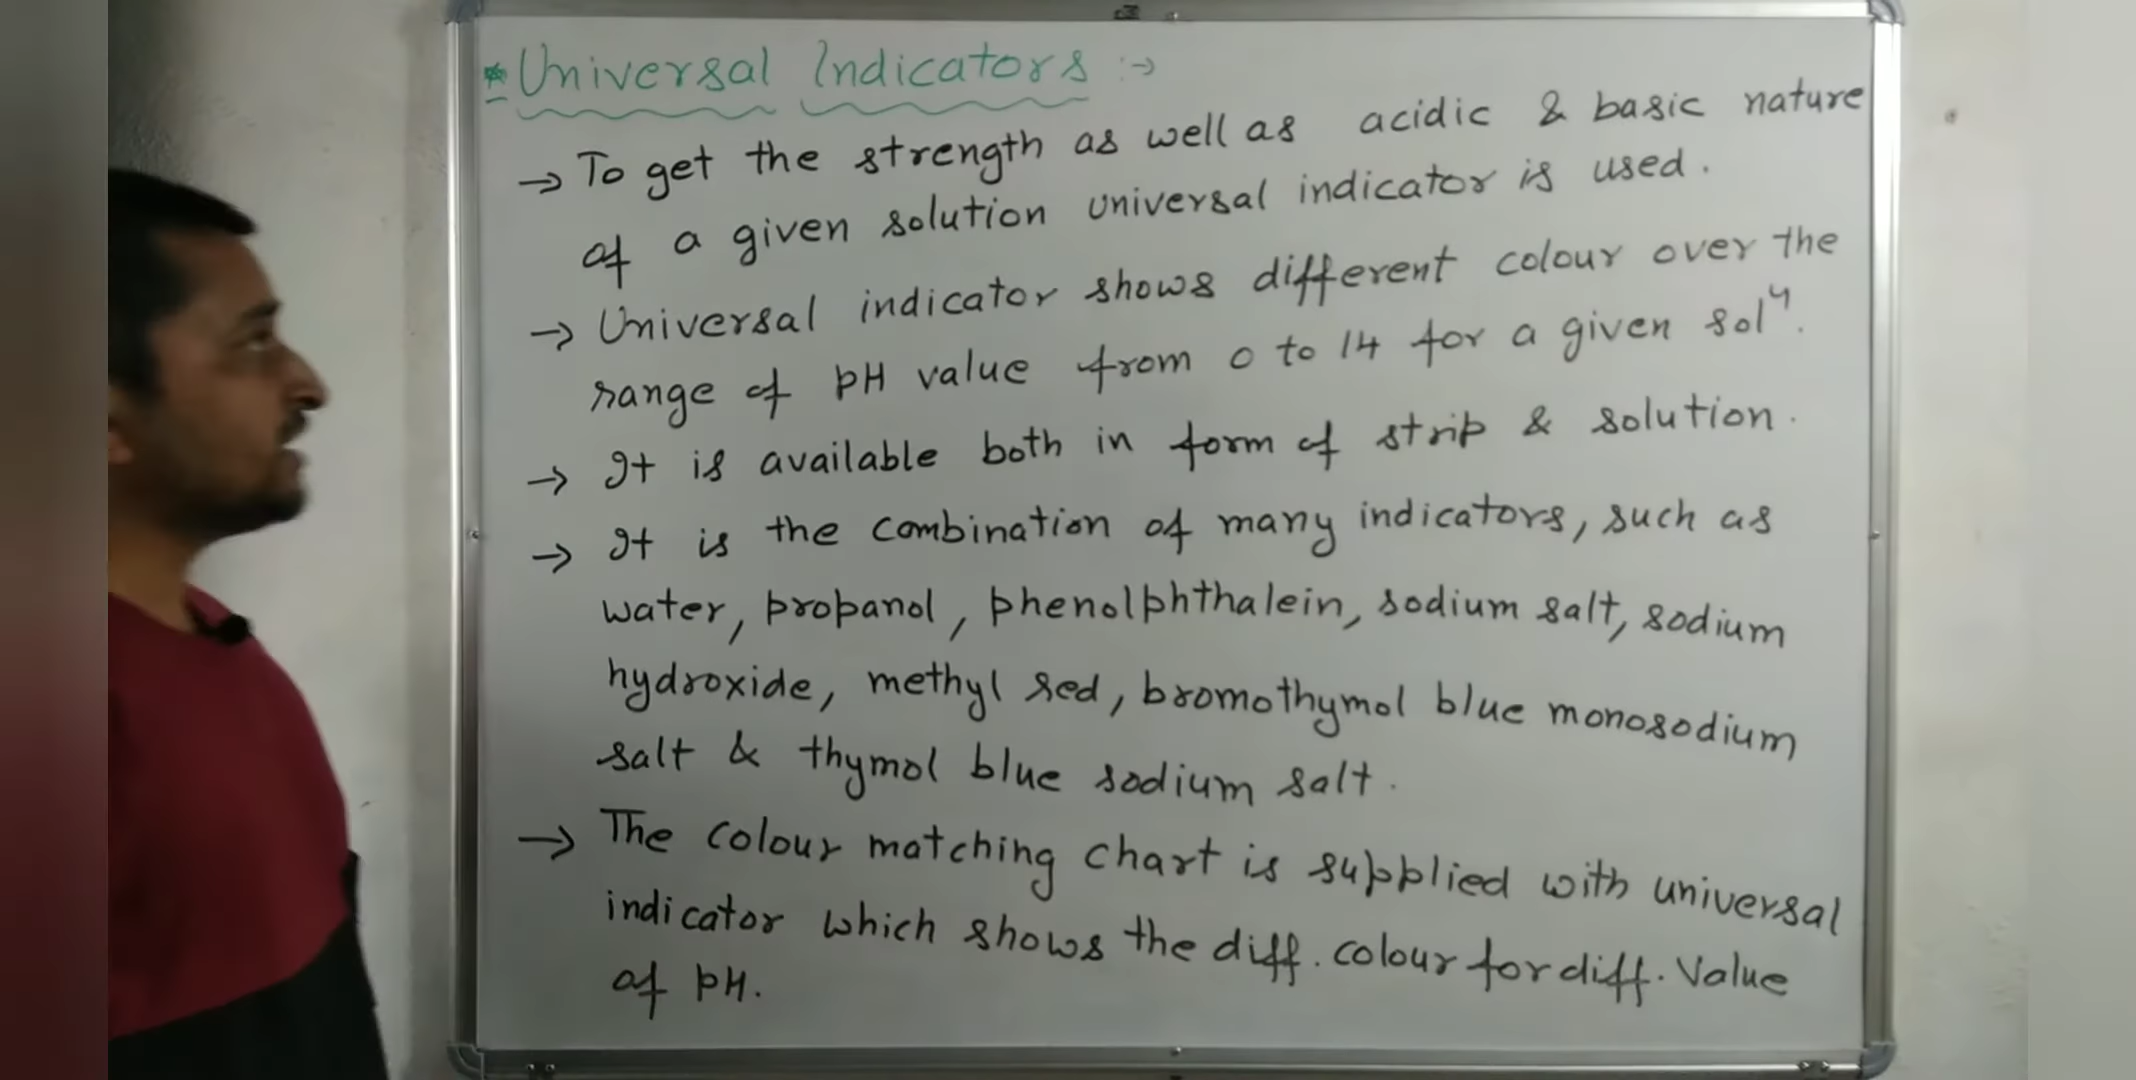 * Universal Indicators :→
→ To get the strength as well as acidic & basic nature
of a given solution universal indicator is used.
→ Universal indicator shows different colour over the
range of pH value from 0 to 14 for a given solⁿ.
→ It is available both in form of strip & solution.
→ It is the combination of many indicators, such as
water, propanol, phenolphthalein, sodium salt, sodium
hydroxide, methyl red, bromothymol blue monosodium
salt & thymol blue sodium salt.
→ The colour matching chart is supplied with universal
indicator which shows the diff. colour for diff. value
of pH.